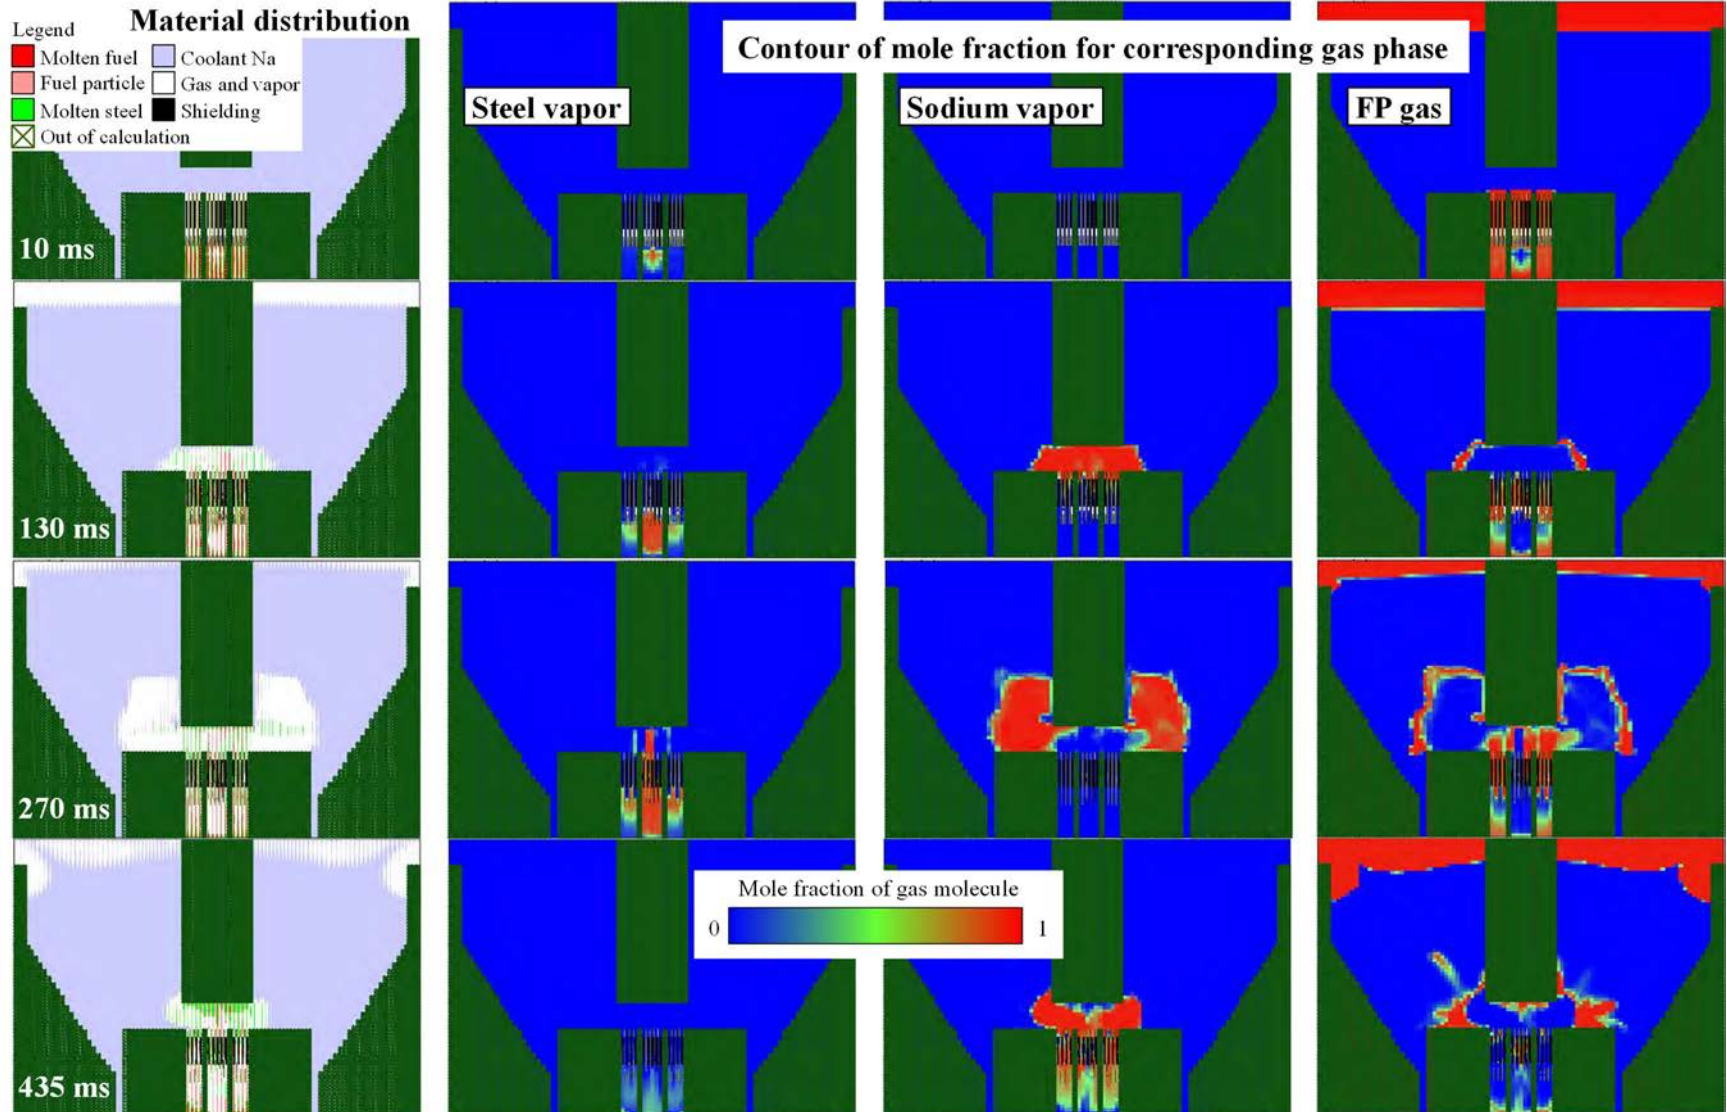 Material distribution
Legend
Molten fuel
Coolant Na
Fuel particle
Gas and vapor
Molten steel
Shielding
Out of calculation
Contour of mole fraction for corresponding gas phase
Steel vapor
Sodium vapor
FP gas
10 ms
130 ms
270 ms
435 ms
Mole fraction of gas molecule
0
1